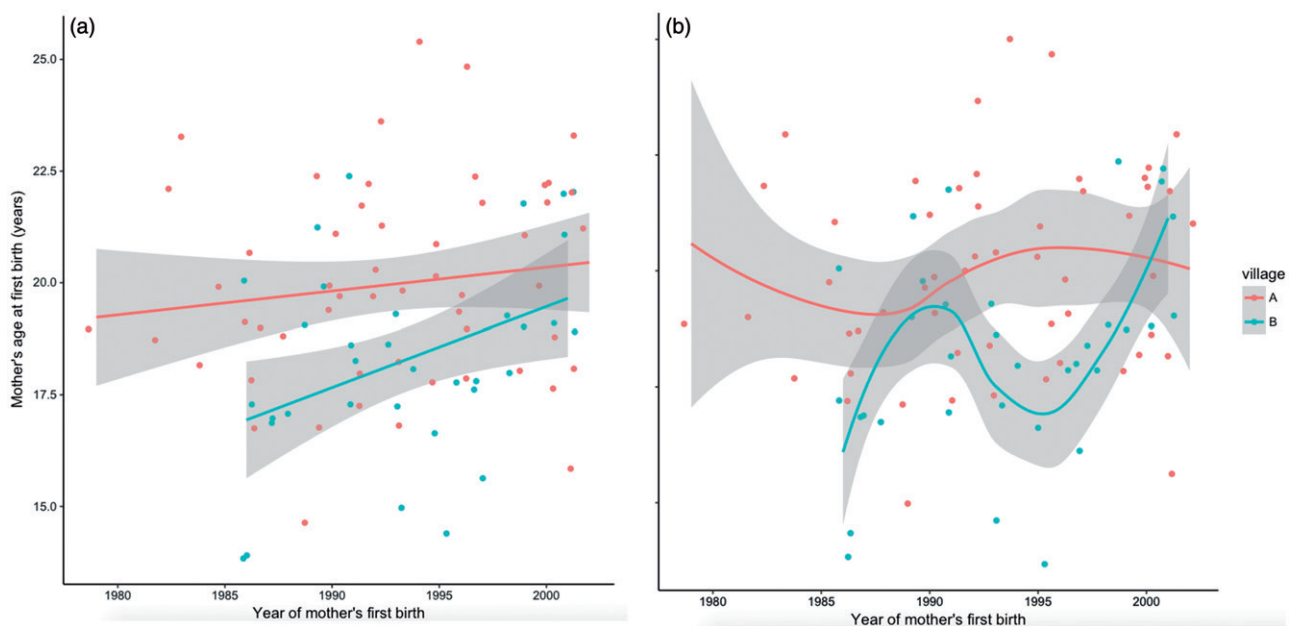 (a)
(b)
25.0
22.5
20.0
17.5
15.0
Mother's age at first birth (years)
1980 1985 1990 1995 2000
Year of mother's first birth
1980 1985 1990 1995 2000
Year of mother's first birth
village
A
B